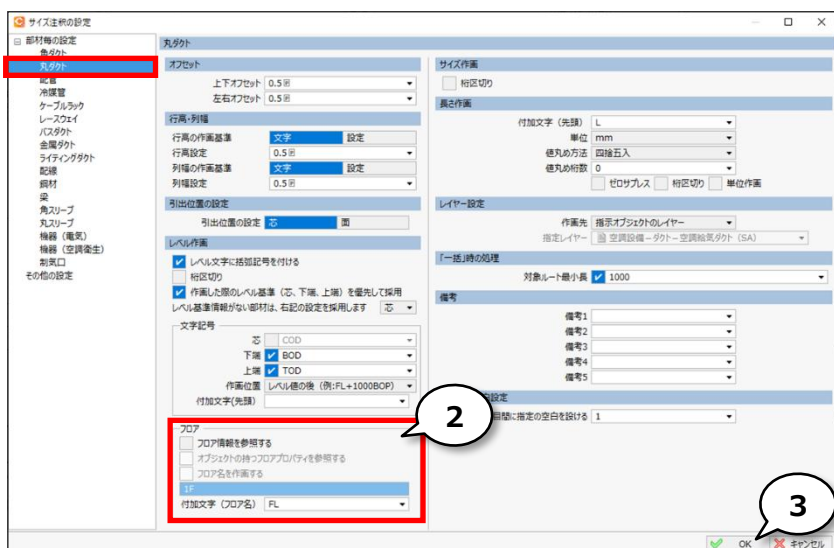 サイズ注釈の設定
部材毎の設定
角ダクト
丸ダクト
配管
冷媒管
ケーブルラック
レースウェイ
バスダクト
金属ダクト
ライティングダクト
配線
鋼材
梁
角スリーブ
丸スリーブ
機器（電気）
機器（空調衛生）
制気口
その他の設定
丸ダクト
オフセット
上下オフセット 0.5
左右オフセット 0.5
行高・列幅
行高の作画基準 文字 設定
行高設定 0.5
列幅の作画基準 文字 設定
列幅設定 0.5
引出位置の設定
引出位置の設定 芯 面
レベル作画
レベル文字に括弧記号を付ける
桁区切り
作画した際のレベル基準（芯、下端、上端）を優先して採用
レベル基準情報がない部材は、右記の設定を採用します 芯
文字記号
芯 COD
下端 BOD
上端 TOD
作画位置 レベル値の後（例:FL+1000BOP）
付加文字(先頭)
フロア
フロア情報を参照する
オブジェクトの持つフロアプロパティを参照する
フロア名を作画する
1F
付加文字（フロア名） FL
サイズ作画
桁区切り
長さ作画
付加文字（先頭） L
単位 mm
値丸め方法 四捨五入
値丸め桁数 0
ゼロサプレス 桁区切り 単位作画
レイヤー設定
作画先 指示オブジェクトのレイヤー
指定レイヤー 空調設備-ダクト-空調給気ダクト（SA）
「一括」時の処理
対象ルート最小長 1000
備考
備考1
備考2
備考3
備考4
備考5
設定
目間に指定の空白を設ける 1
2
3
OK キャンセル